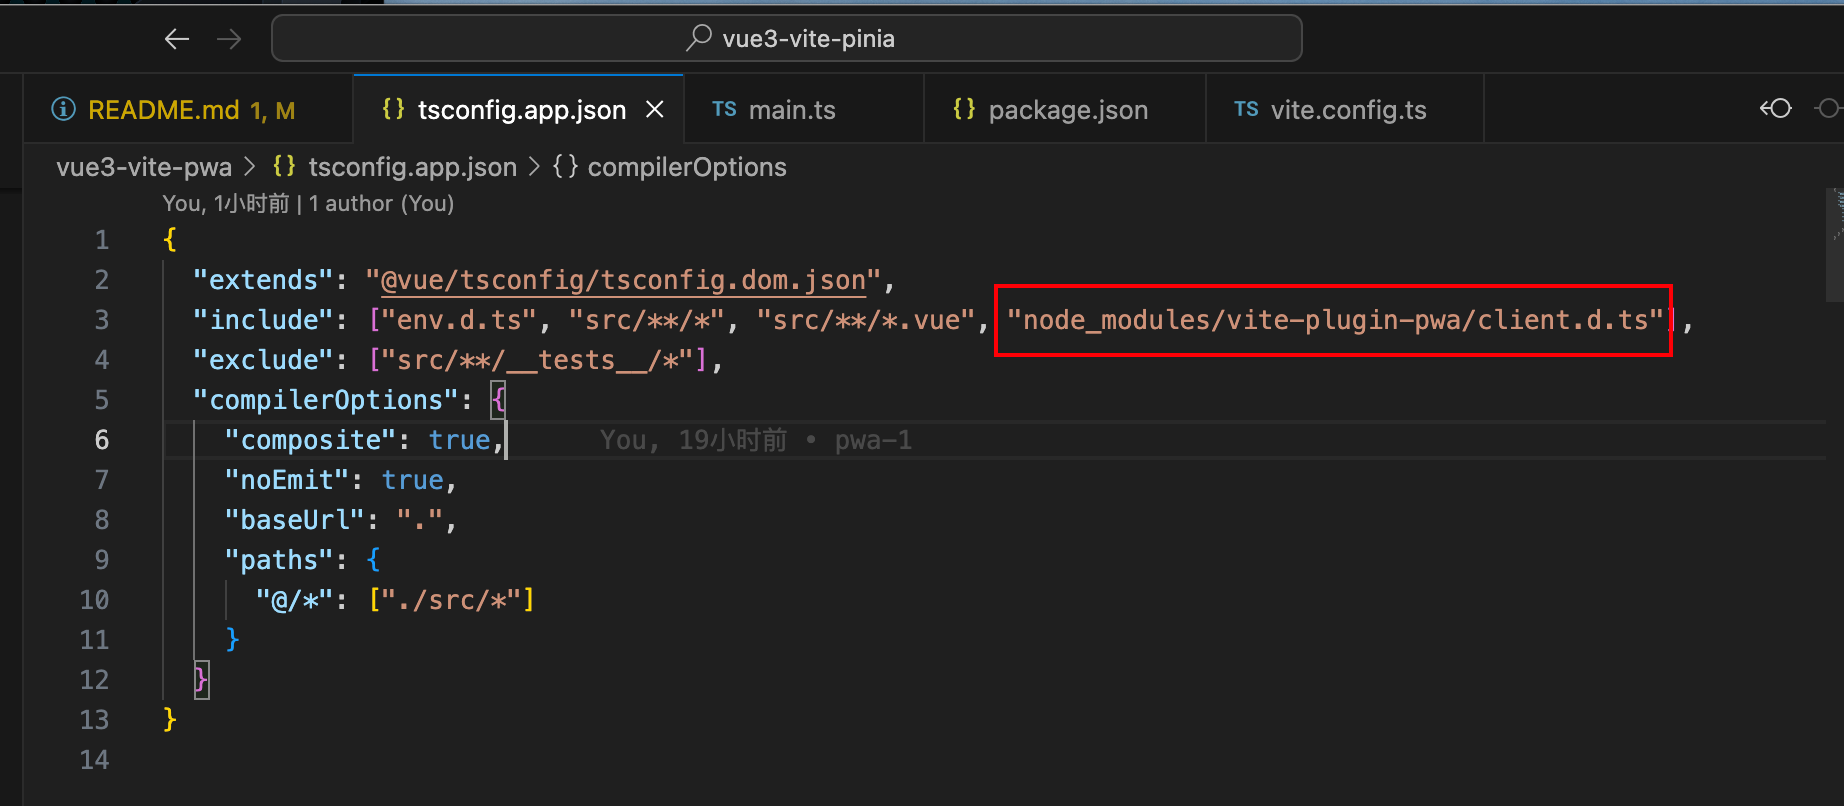 vue3-vite-pinia
README.md 1, M
tsconfig.app.json
TS main.ts
{} package.json
TS vite.config.ts
vue3-vite-pwa > {} tsconfig.app.json > {} compilerOptions
You, 1小时前 | 1 author (You)
1 {
2 "extends": "@vue/tsconfig/tsconfig.dom.json",
3 "include": ["env.d.ts", "src/**/*", "src/**/*.vue", "node_modules/vite-plugin-pwa/client.d.ts"],
4 "exclude": ["src/**/__tests__/*"],
5 "compilerOptions": {
6 "composite": true, You, 19小时前 • pwa-1
7 "noEmit": true,
8 "baseUrl": ".",
9 "paths": {
10 "@/*": ["./src/*"]
11 }
12 }
13 }
14